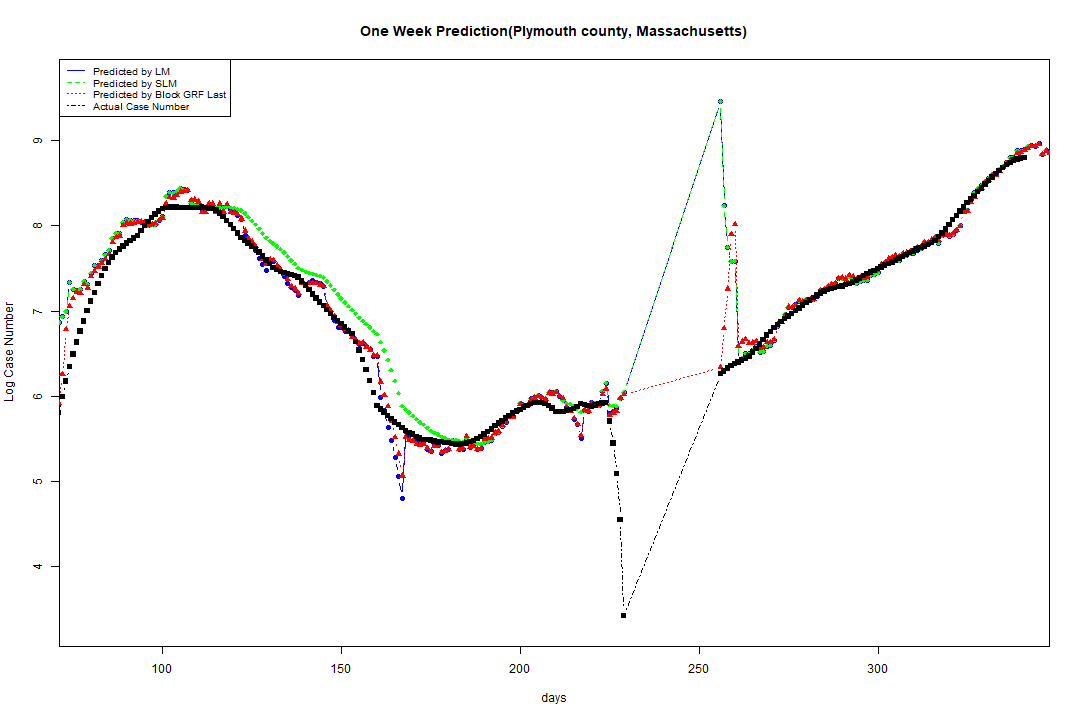 One Week Prediction(Plymouth county, Massachusetts)
Predicted by LM
Predicted by SLM
Predicted by Block GRF Last
Actual Case Number
Log Case Number
9
8
7
6
5
4
100 150 200 250 300
days